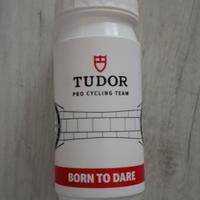 TUDOR
PRO CYCLING TEAM
BORN TO DARE